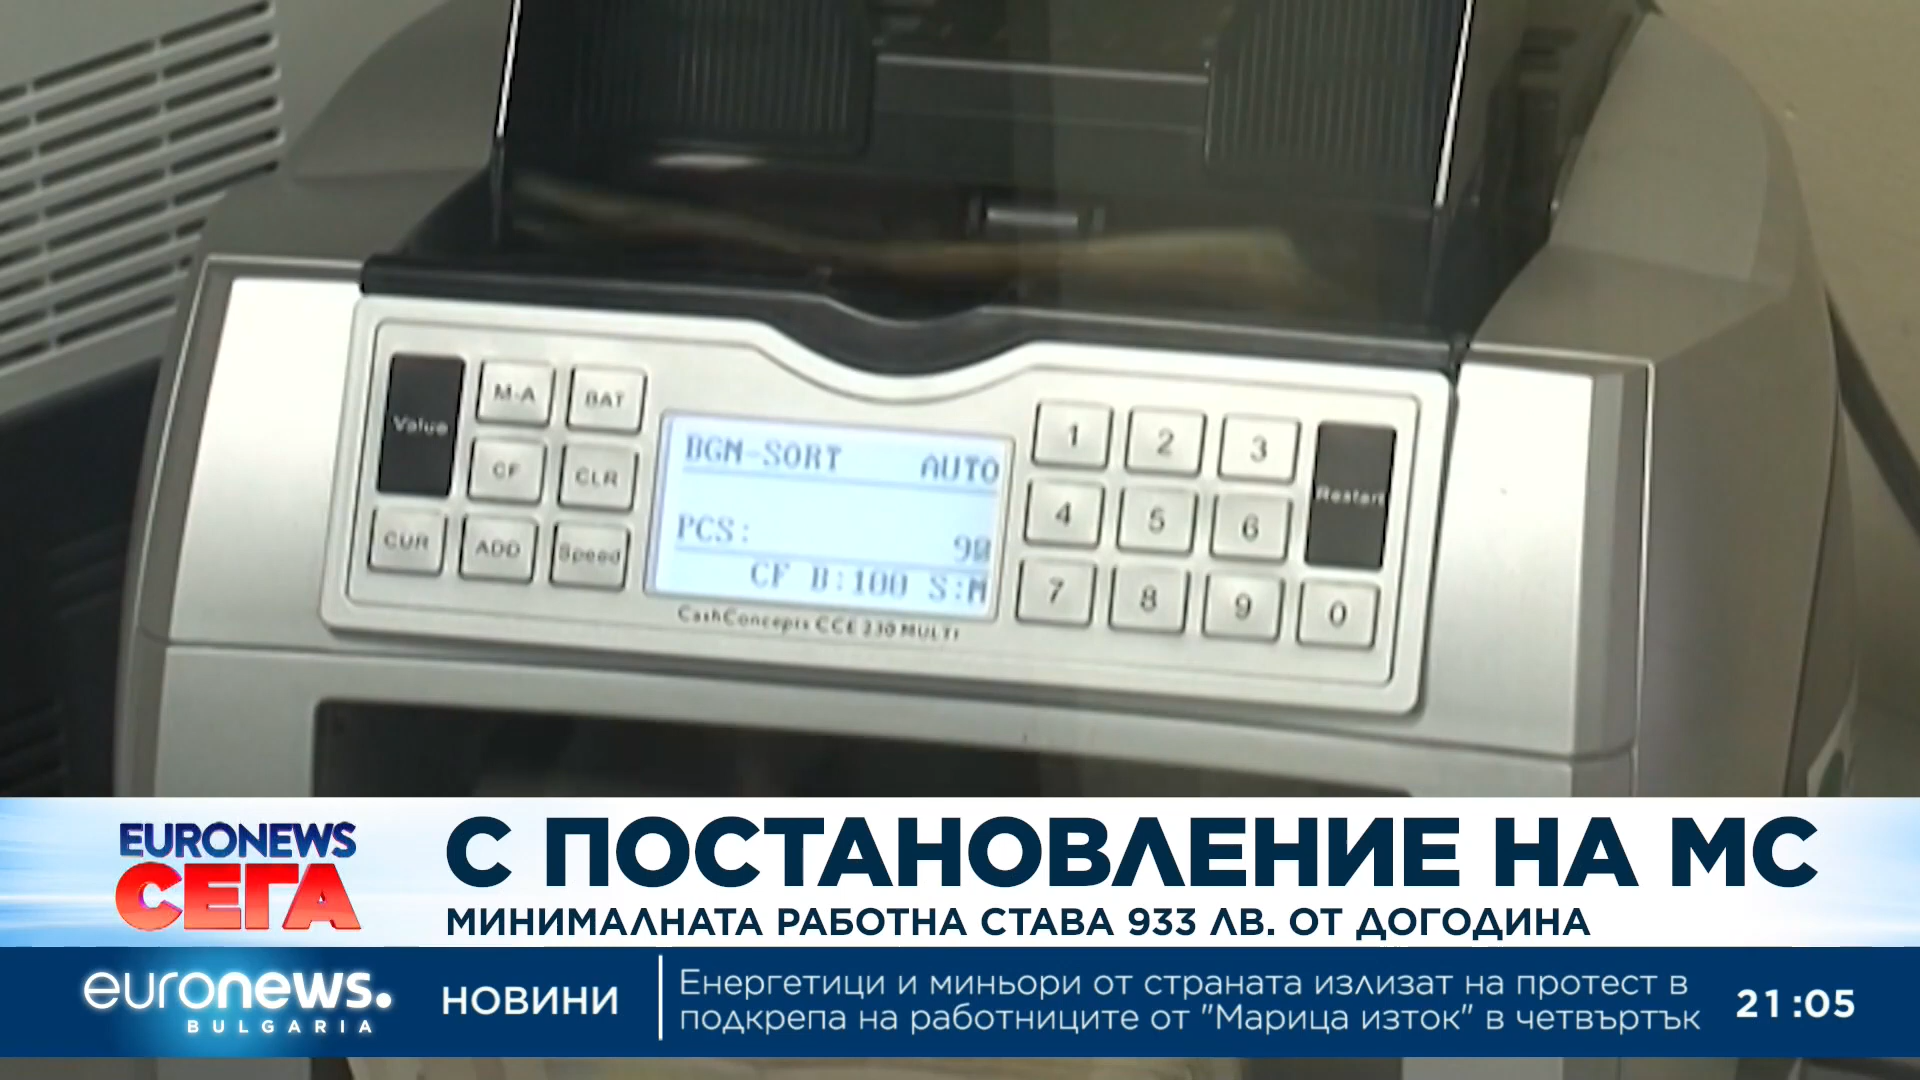 Value
M-A
BAT
CF
CLR
CUR
ADD
Speed
BGN-SORT AUTO
PCS:
CF B:100 S:M
CashConcepts CCE 230 MULTI
1 2 3
4 5 6
7 8 9 0
Restart
EURONEWS
СЕГА
С ПОСТАНОВЛЕНИЕ НА МС
МИНИМАЛНАТА РАБОТНА СТАВА 933 ЛВ. ОТ ДОГОДИНА
euronews.
BULGARIA
НОВИНИ
Енергетици и миньори от страната излизат на протест в
подкрепа на работниците от "Марица изток" в четвъртък
21:05